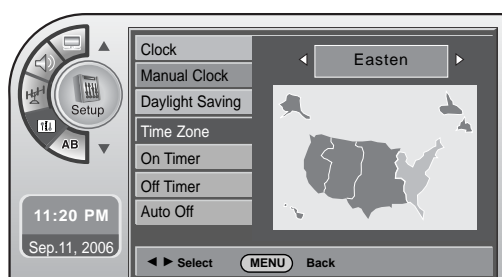 Setup
AB
11:20 PM
Sep.11, 2006
Clock
Manual Clock
Daylight Saving
Time Zone
On Timer
Off Timer
Auto Off
Easten
Select MENU Back